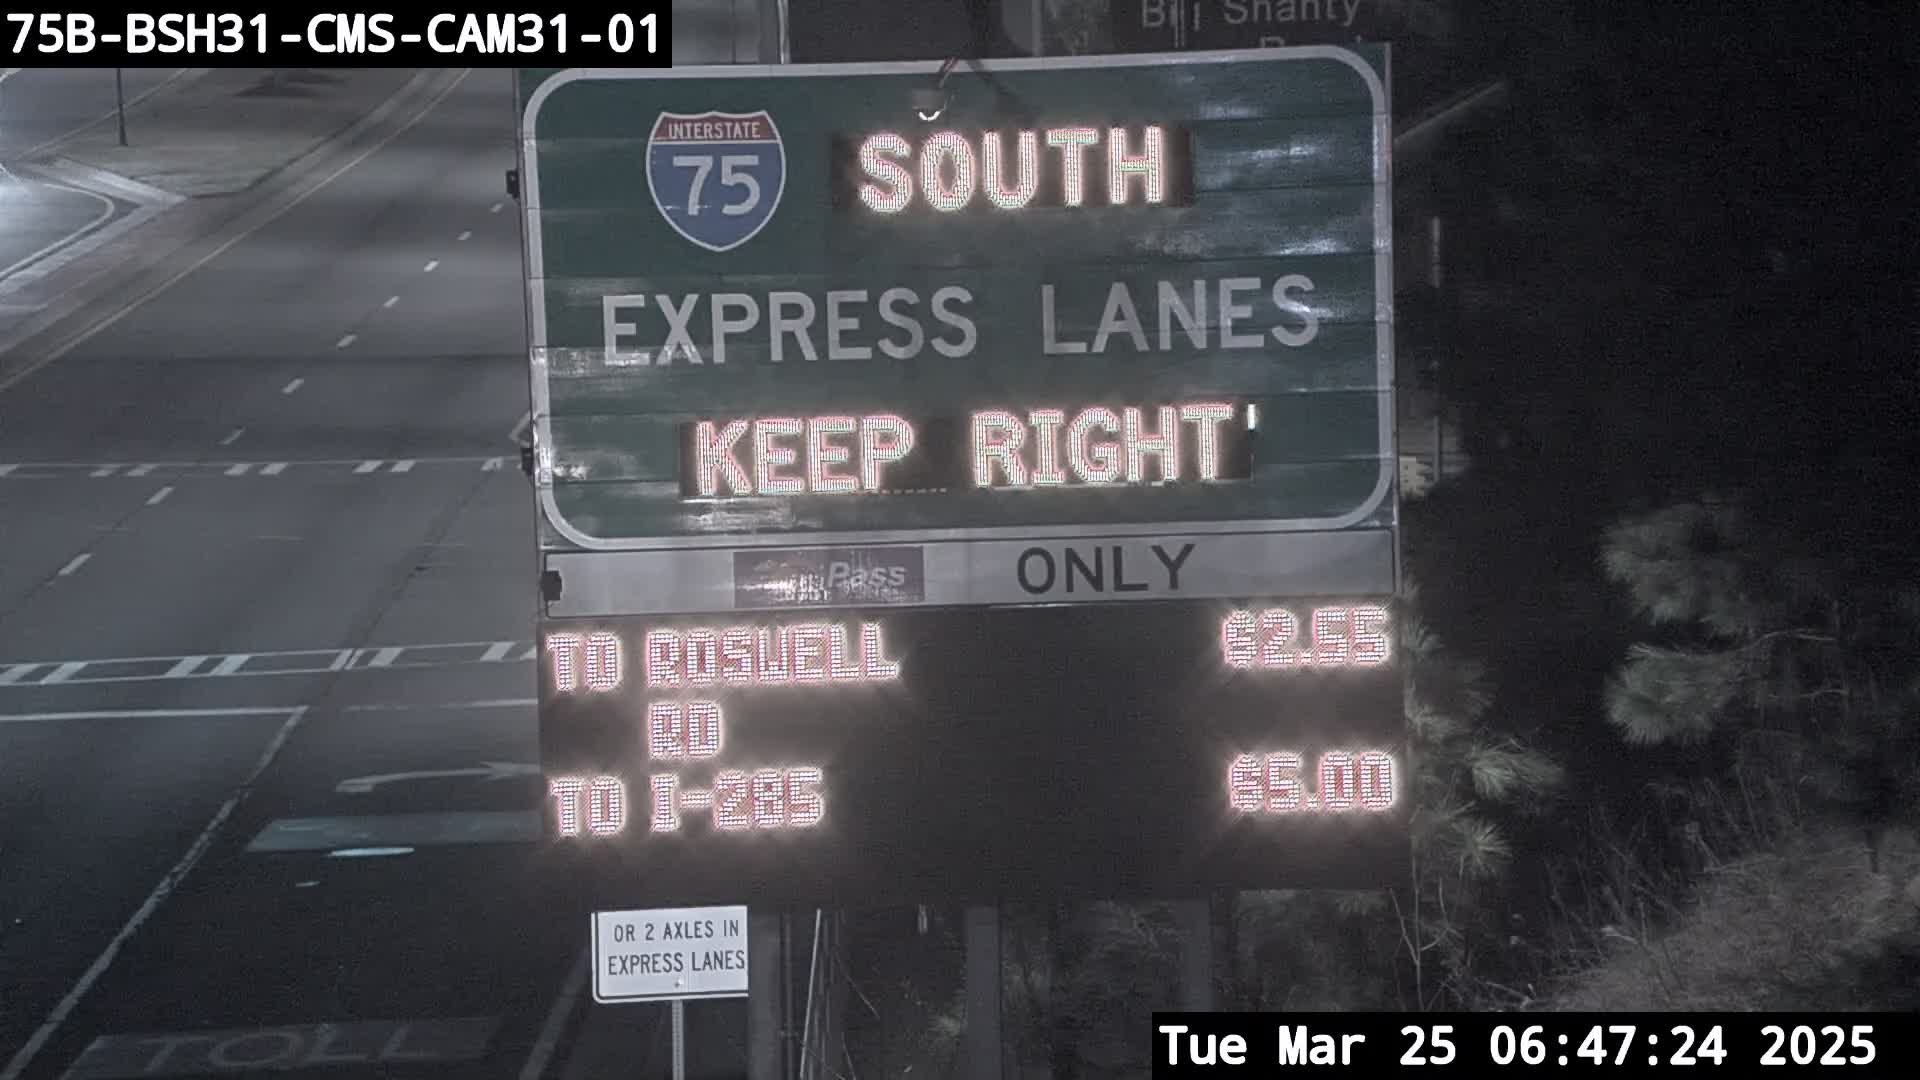 75B-BSH31-CMS-CAM31-01
Shanty
INTERSTATE
75
SOUTH
EXPRESS LANES
KEEP RIGHT
Pass ONLY
TO ROSWELL $2.55
RD
TO I-285 $5.00
OR 2 AXLES IN
EXPRESS LANES
TOLL
Tue Mar 25 06:47:24 2025